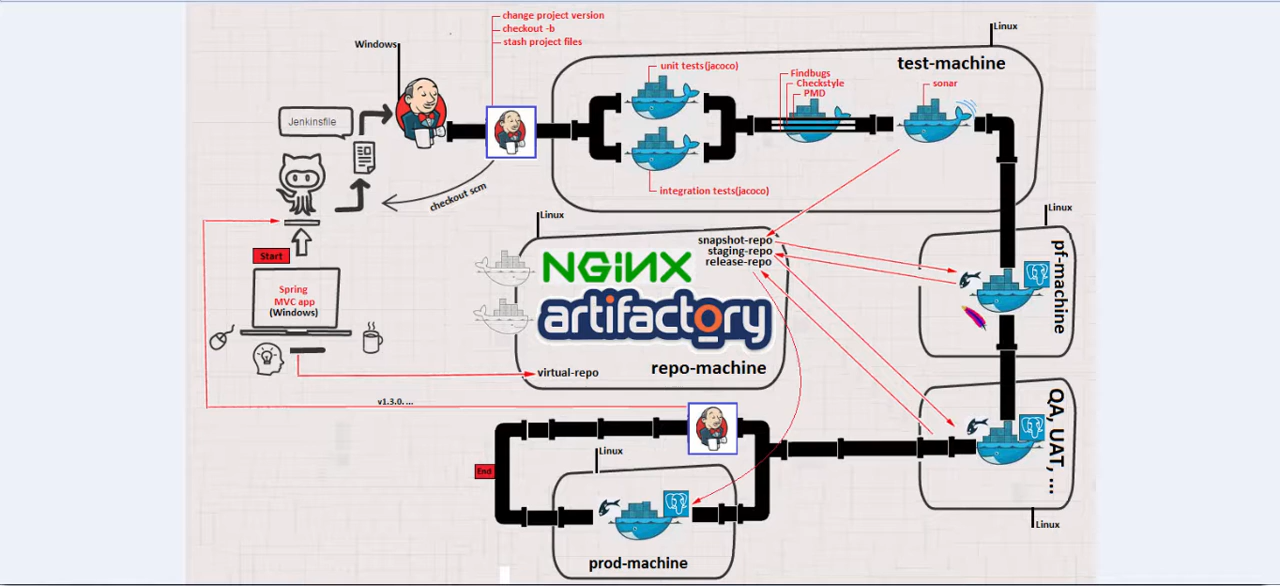 change project version
checkout -b
stash project files
Linux
Windows
test-machine
unit tests(jacoco)
Findbugs
Checkstyle
PMD
sonar
Jenkinsfile
integration tests(jacoco)
checkout scm
Linux
Linux
snapshot-repo
staging-repo
release-repo
NGiNX
Start
pf-machine
Spring
MVC app
(Windows)
artifactory
repo-machine
virtual-repo
v1.3.0. ...
QA, UAT, ...
Linux
End
Linux
prod-machine